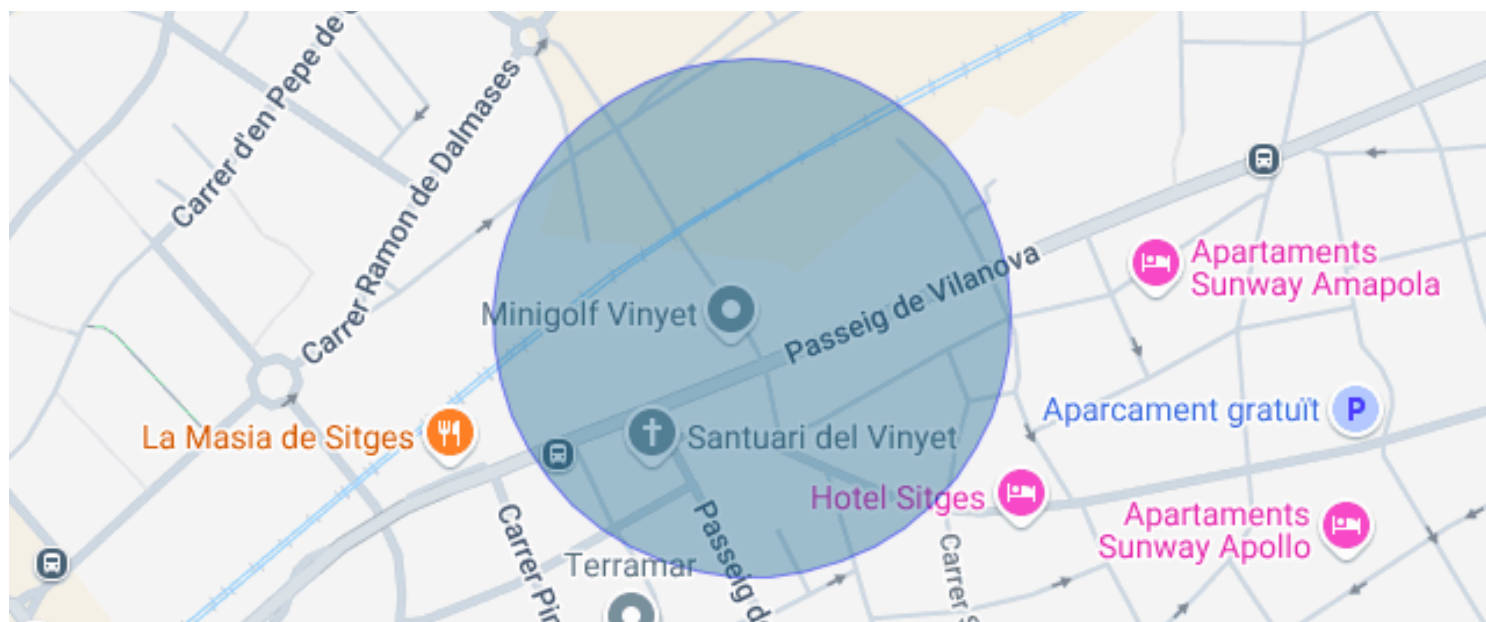 Carrer d'en Pepe de
Carrer Ramon de Dalmases
Passeig de Vilanova
Apartaments
Sunway Amapola
Minigolf Vinyet
Aparcament gratuït
P
La Masia de Sitges
Santuari del Vinyet
Hotel Sitges
Apartaments
Sunway Apollo
Carrer
Passeig
Terramar
Carrer